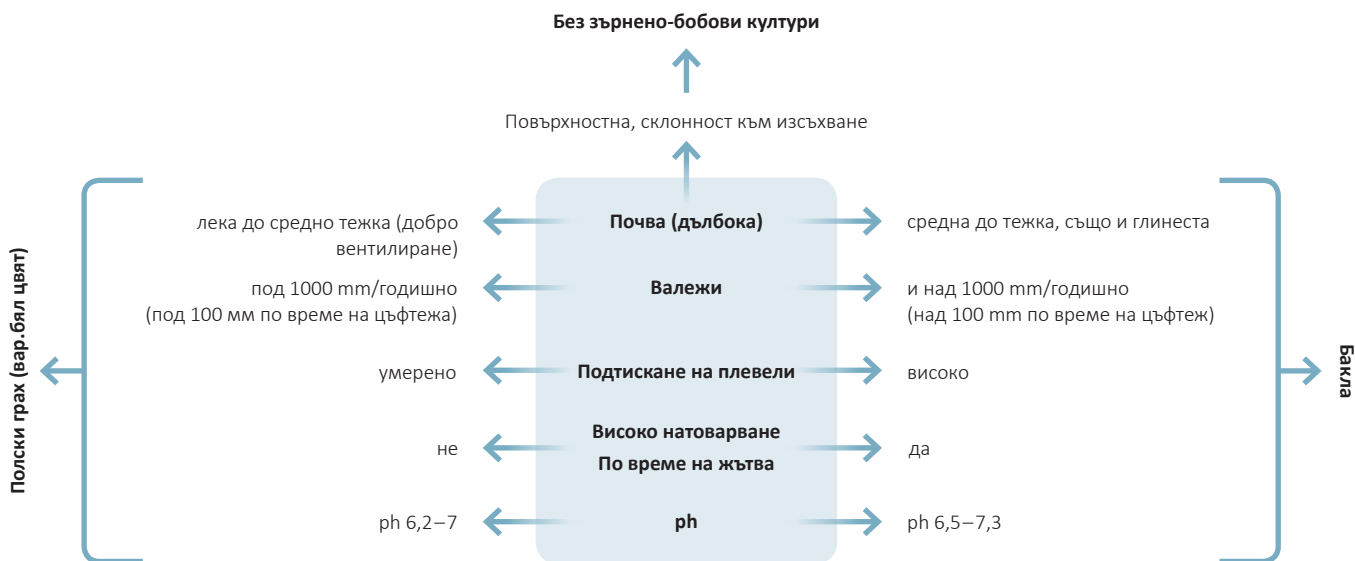 Без зърнено-бобови култури
Повърхностна, склонност към изсъхване
Полски грах (вар.бял цвят)
лека до средно тежка (добро
вентилиране)
Почва (дълбока)
средна до тежка, също и глинеста
под 1000 mm/годишно
(под 100 мм по време на цъфтежа)
Валежи
и над 1000 mm/годишно
(над 100 mm по време на цъфтеж)
умерено
Подтискане на плевели
високо
не
Високо натоварване
По време на жътва
да
ph 6,2–7
ph
ph 6,5–7,3
Бакла